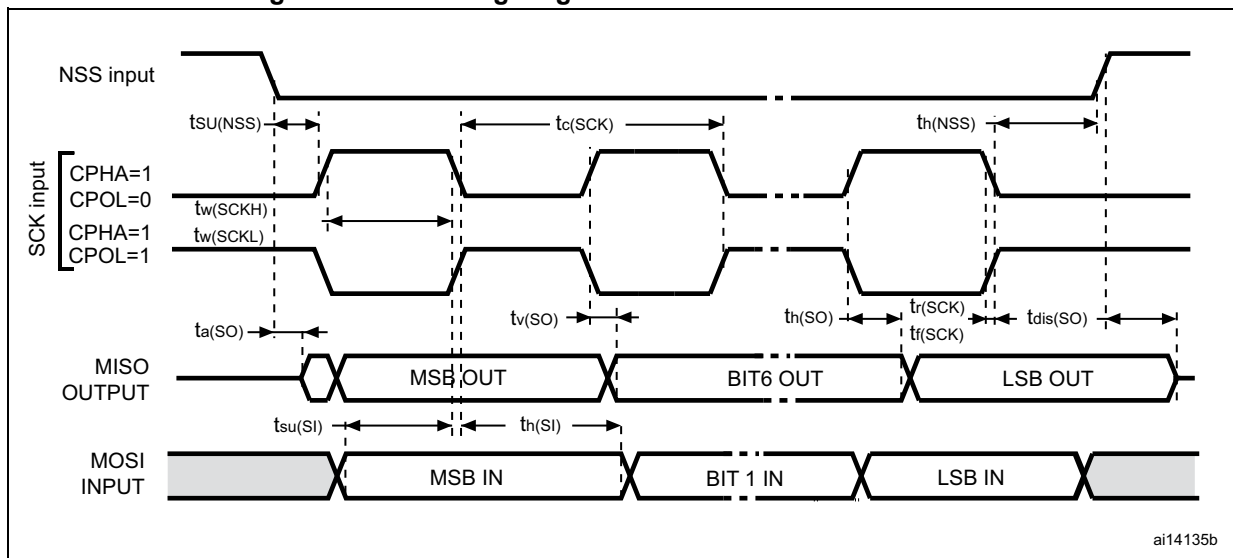 NSS input
tSU(NSS)
tc(SCK)
th(NSS)
SCK input
CPHA=1
CPOL=0
tw(SCKH)
CPHA=1
tw(SCKL)
CPOL=1
ta(SO)
tv(SO)
th(SO)
tr(SCK)
tf(SCK)
tdis(SO)
MISO
OUTPUT
MSB OUT
BIT6 OUT
LSB OUT
tsu(SI)
th(SI)
MOSI
INPUT
MSB IN
BIT 1 IN
LSB IN
ai14135b